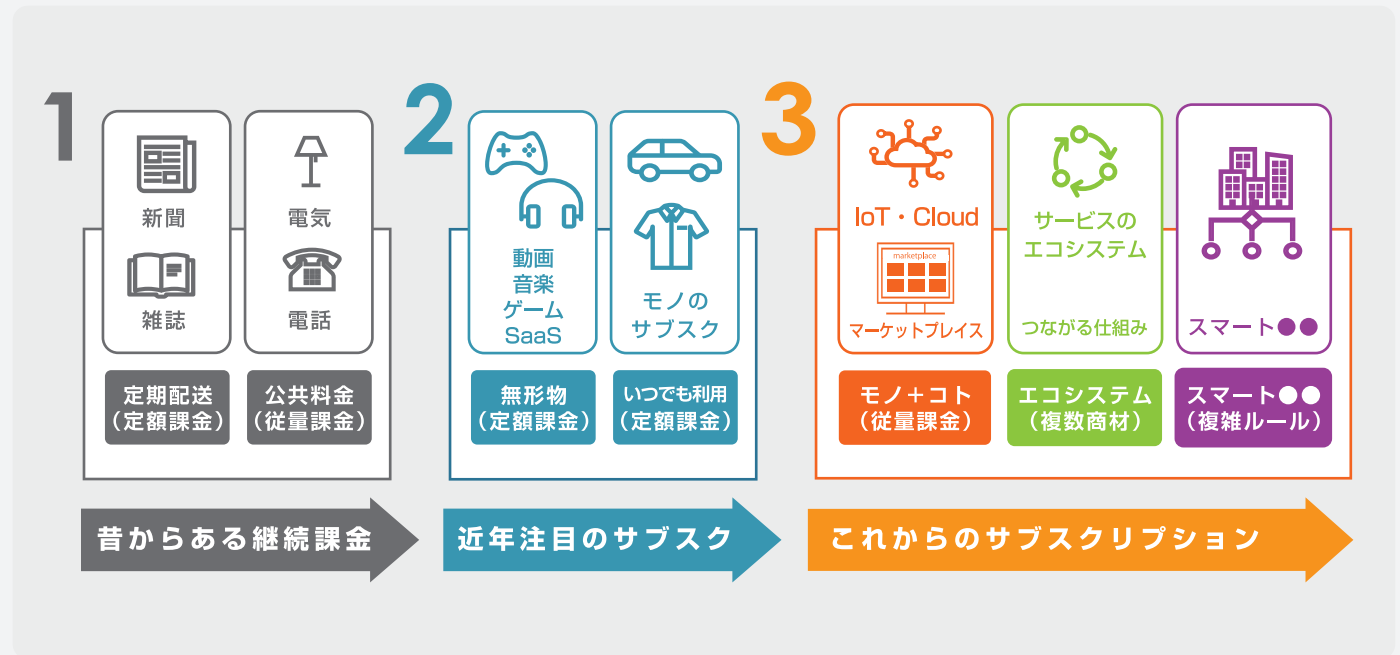 1
新聞
雑誌
電気
電話
定期配送
(定額課金)
公共料金
(従量課金)
昔からある継続課金
2
動画
音楽
ゲーム
SaaS
モノの
サブスク
無形物
(定額課金)
いつでも利用
(定額課金)
近年注目のサブスク
3
IoT・Cloud
marketplace
マーケットプレイス
サービスの
エコシステム
つながる仕組み
スマート●●
モノ＋コト
(従量課金)
エコシステム
(複数商材)
スマート●●
(複雑ルール)
これからのサブスクリプション